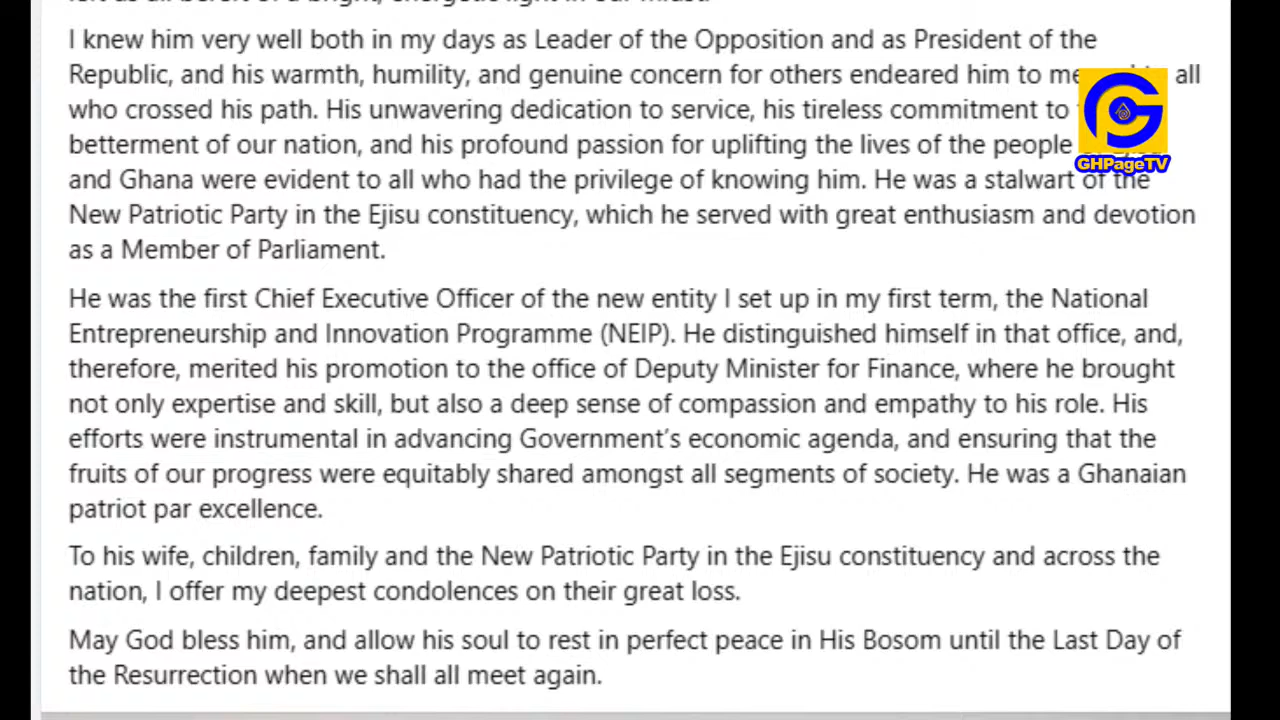 I knew him very well both in my days as Leader of the Opposition and as President of the
Republic, and his warmth, humility, and genuine concern for others endeared him to me all
who crossed his path. His unwavering dedication to service, his tireless commitment to
betterment of our nation, and his profound passion for uplifting the lives of the people
and Ghana were evident to all who had the privilege of knowing him. He was a stalwart of the
New Patriotic Party in the Ejisu constituency, which he served with great enthusiasm and devotion
as a Member of Parliament.
He was the first Chief Executive Officer of the new entity I set up in my first term, the National
Entrepreneurship and Innovation Programme (NEIP). He distinguished himself in that office, and,
therefore, merited his promotion to the office of Deputy Minister for Finance, where he brought
not only expertise and skill, but also a deep sense of compassion and empathy to his role. His
efforts were instrumental in advancing Government's economic agenda, and ensuring that the
fruits of our progress were equitably shared amongst all segments of society. He was a Ghanaian
patriot par excellence.
To his wife, children, family and the New Patriotic Party in the Ejisu constituency and across the
nation, I offer my deepest condolences on their great loss.
May God bless him, and allow his soul to rest in perfect peace in His Bosom until the Last Day of
the Resurrection when we shall all meet again.
GHPageTV